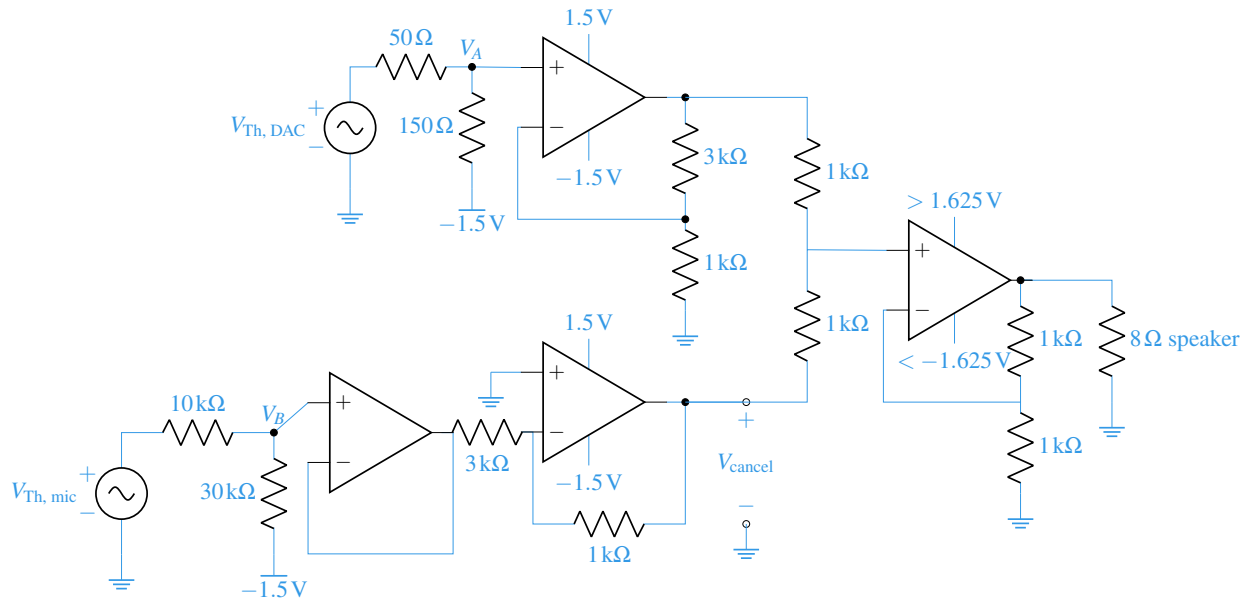 1.5 V
50 Ω
V_A
+
+
V_Th, DAC
−
150 Ω
−
−1.5 V
3 kΩ
1 kΩ
−1.5 V
> 1.625 V
1 kΩ
+
1.5 V
1 kΩ
−
1 kΩ
8 Ω speaker
< −1.625 V
+
10 kΩ
V_B
+
−
+
1 kΩ
+
V_Th, mic
−
30 kΩ
−
3 kΩ
−1.5 V
V_cancel
−
1 kΩ
−1.5 V